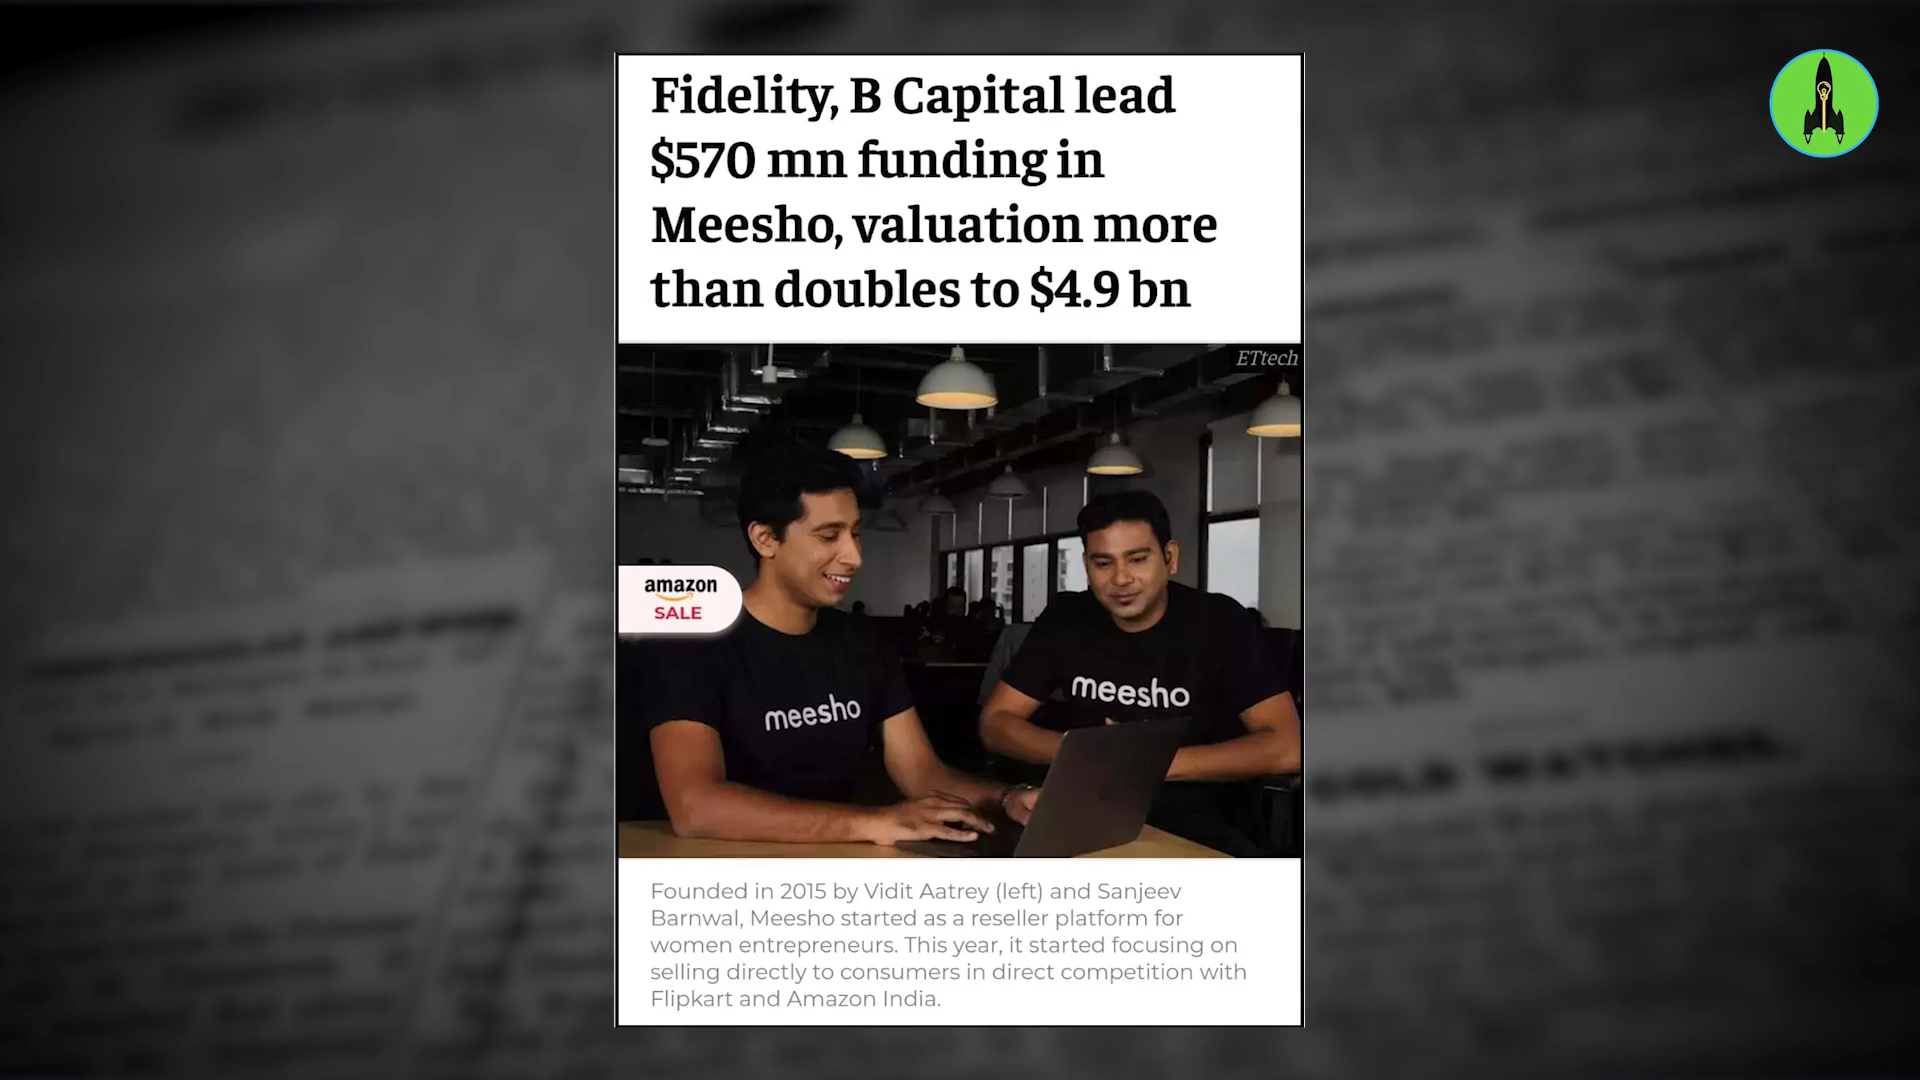 Fidelity, B Capital lead
$570 mn funding in
Meesho, valuation more
than doubles to $4.9 bn
ETtech
amazon
SALE
meesho
meesho
Founded in 2015 by Vidit Aatrey (left) and Sanjeev
Barnwal, Meesho started as a reseller platform for
women entrepreneurs. This year, it started focusing on
selling directly to consumers in direct competition with
Flipkart and Amazon India.